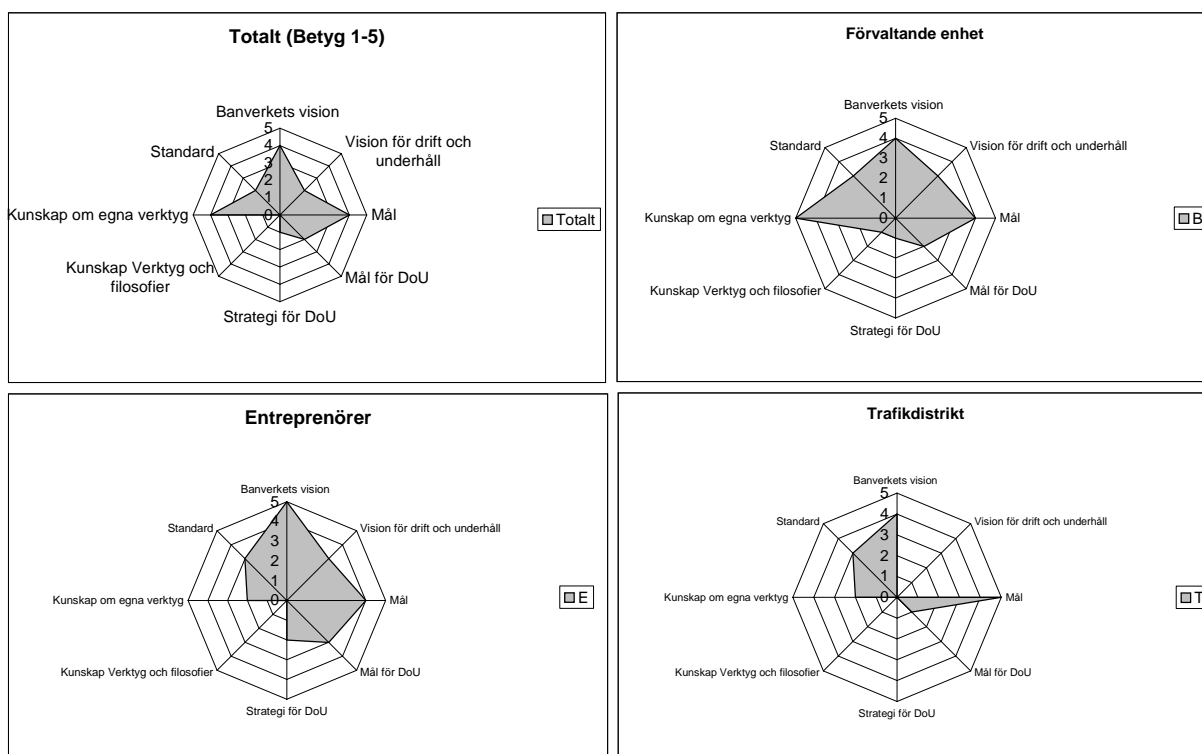 Totalt (Betyg 1-5)
Banverkets vision
Vision för drift och
underhåll
Mål
Mål för DoU
Strategi för DoU
Kunskap Verktyg och
filosofier
Kunskap om egna verktyg
Standard
5
4
3
2
1
0
Totalt
Förvaltande enhet
Banverkets vision
Vision för drift och underhåll
Mål
Mål för DoU
Strategi för DoU
Kunskap Verktyg och filosofier
Kunskap om egna verktyg
Standard
5
4
3
2
1
0
B
Entreprenörer
Banverkets vision
Vision för drift och underhåll
Mål
Mål för DoU
Strategi för DoU
Kunskap Verktyg och filosofier
Kunskap om egna verktyg
Standard
5
4
3
2
1
0
E
Trafikdistrikt
Banverkets vision
Vision för drift och underhåll
Mål
Mål för DoU
Strategi för DoU
Kunskap Verktyg och filosofier
Kunskap om egna verktyg
Standard
5
4
3
2
1
0
T